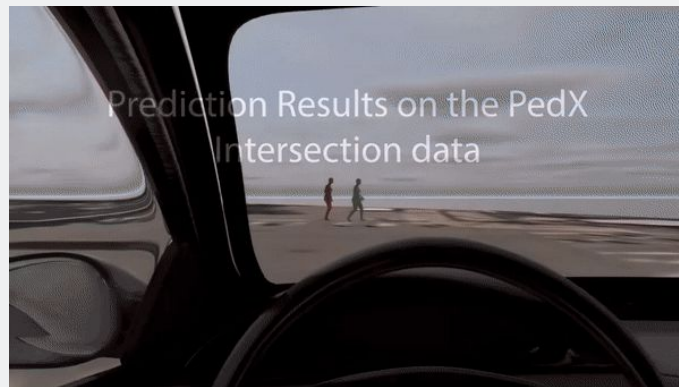 Prediction Results on the PedX
Intersection data